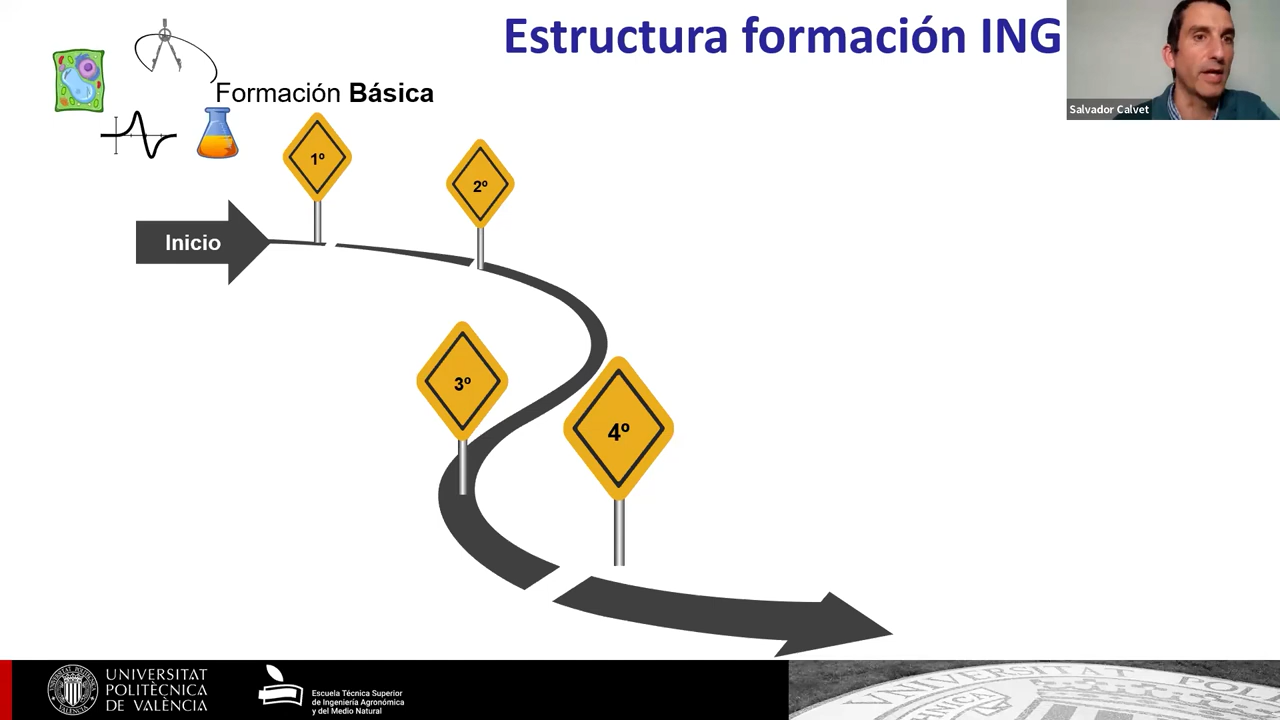 Estructura formación ING
Salvador Calvet
Formación Básica
1º
2º
Inicio
3º
4º
UNIVERSITAT
POLITÈCNICA
DE VALÈNCIA
Escuela Técnica Superior
de Ingeniería Agronómica
y del Medio Natural